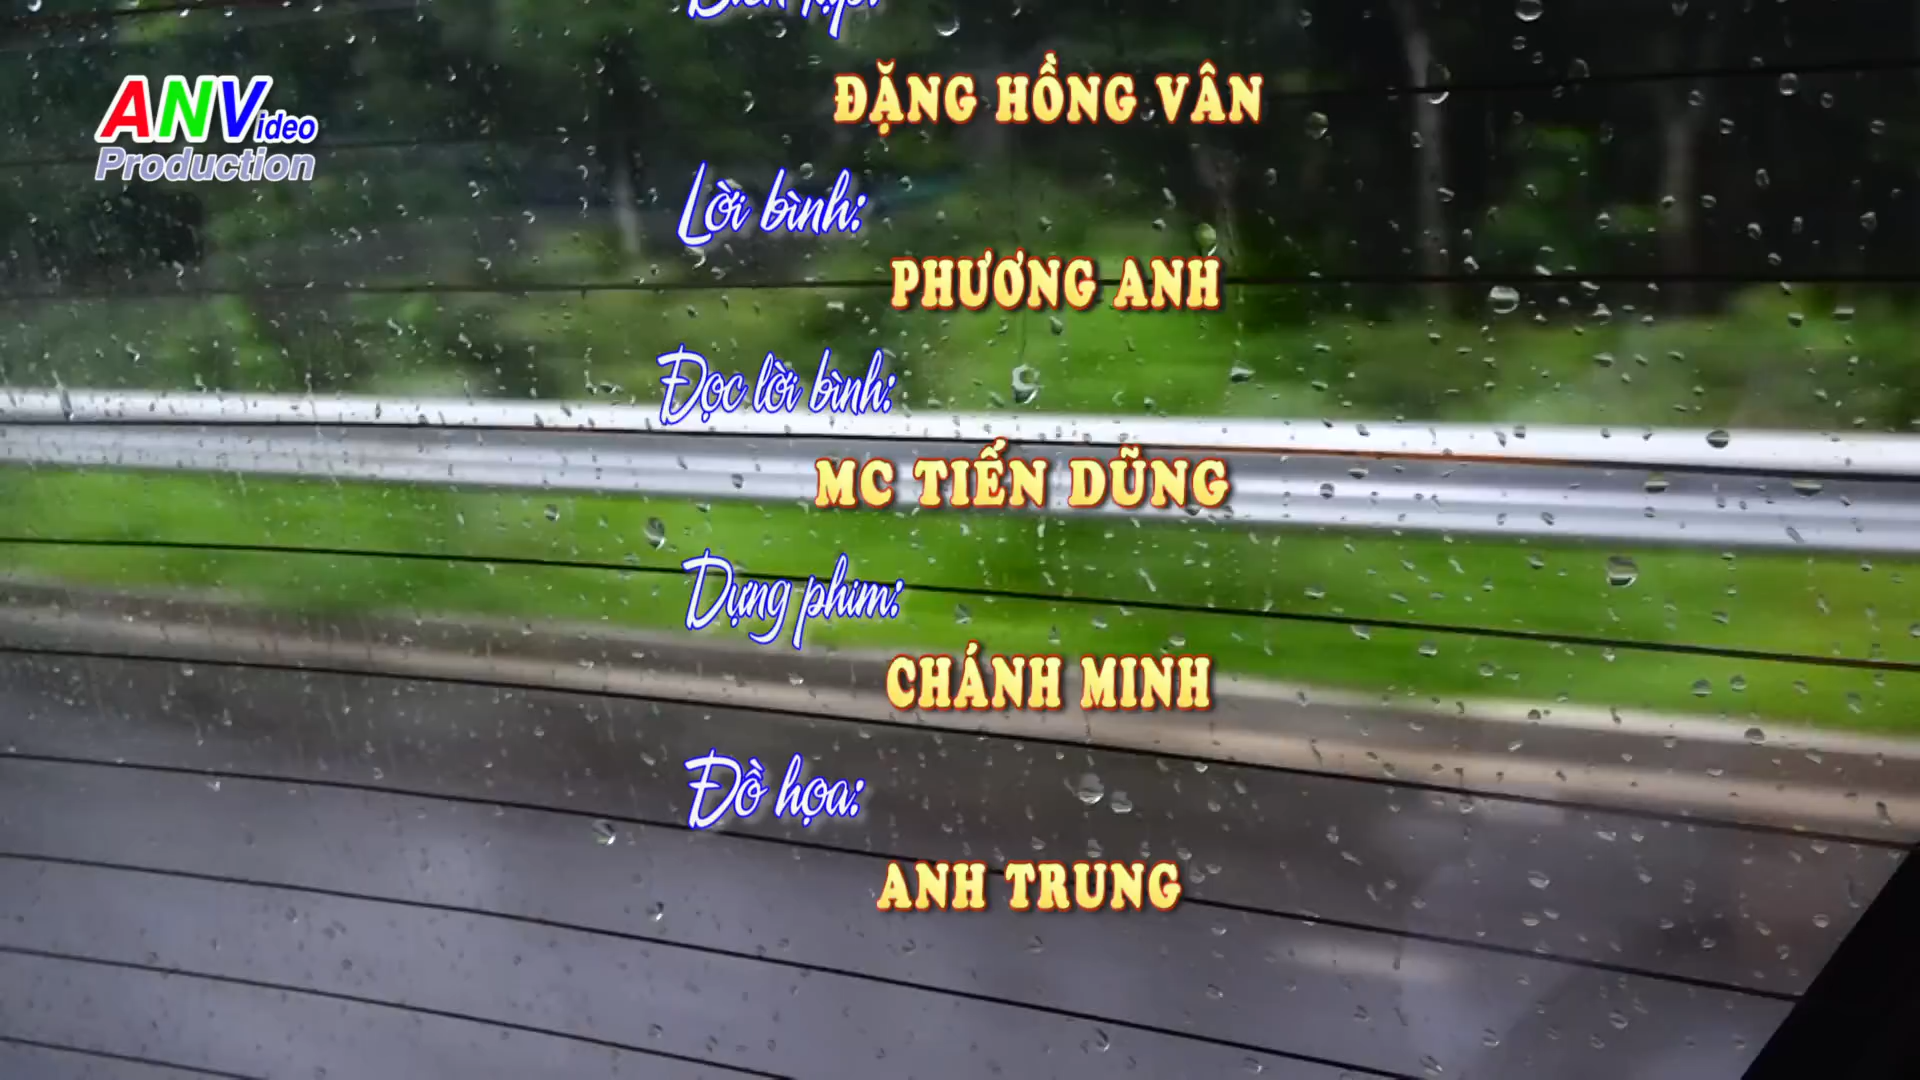 ĐẶNG HỒNG VÂN
ANVideo
Production
Lời bình:
PHƯƠNG ANH
Đọc lời bình:
MC TIẾN DŨNG
Dựng phim:
CHÁNH MINH
Đồ họa:
ANH TRUNG